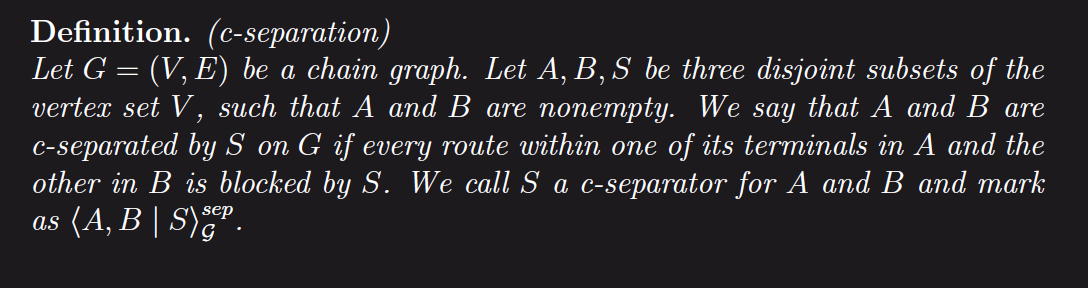 Definition. (c-separation)
Let G = (V, E) be a chain graph. Let A, B, S be three disjoint subsets of the
vertex set V, such that A and B are nonempty. We say that A and B are
c-separated by S on G if every route within one of its terminals in A and the
other in B is blocked by S. We call S a c-separator for A and B and mark
as ⟨A, B | S⟩^{sep}_{𝒢}.